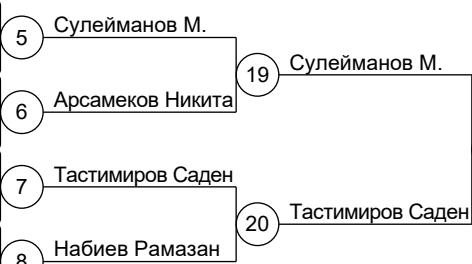 5 Сулейманов М.
19 Сулейманов М.
6 Арсамеков Никита
7 Тастимиров Саден
20 Тастимиров Саден
8 Набиев Рамазан